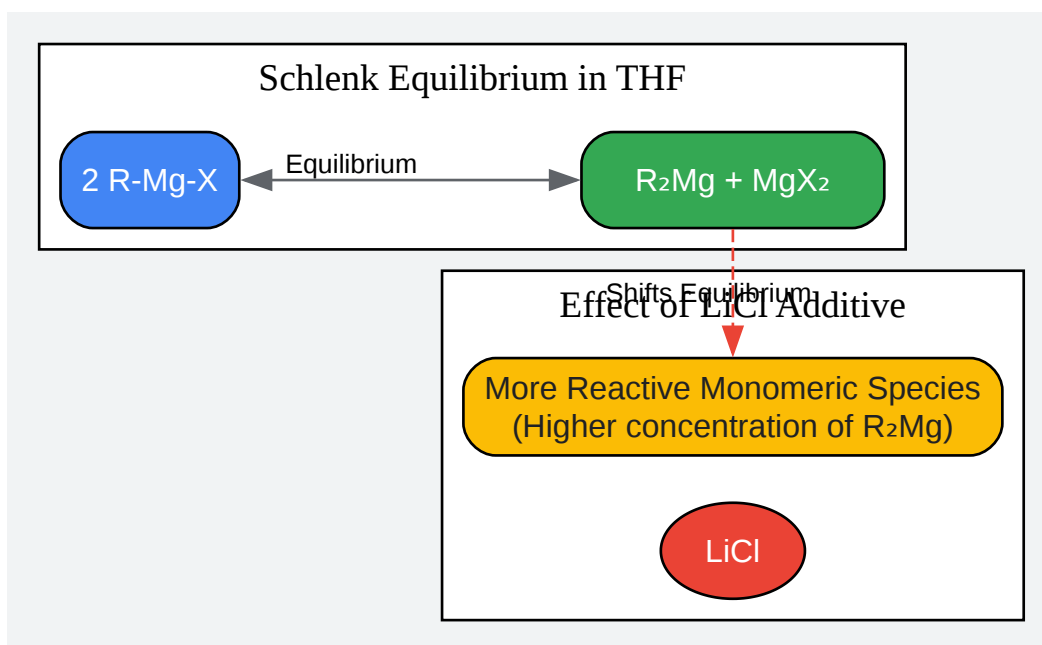 Schlenk Equilibrium in THF
2 R-Mg-X
Equilibrium
R₂Mg + MgX₂
Shifts Equilibrium
Effect of LiCl Additive
More Reactive Monomeric Species
(Higher concentration of R₂Mg)
LiCl